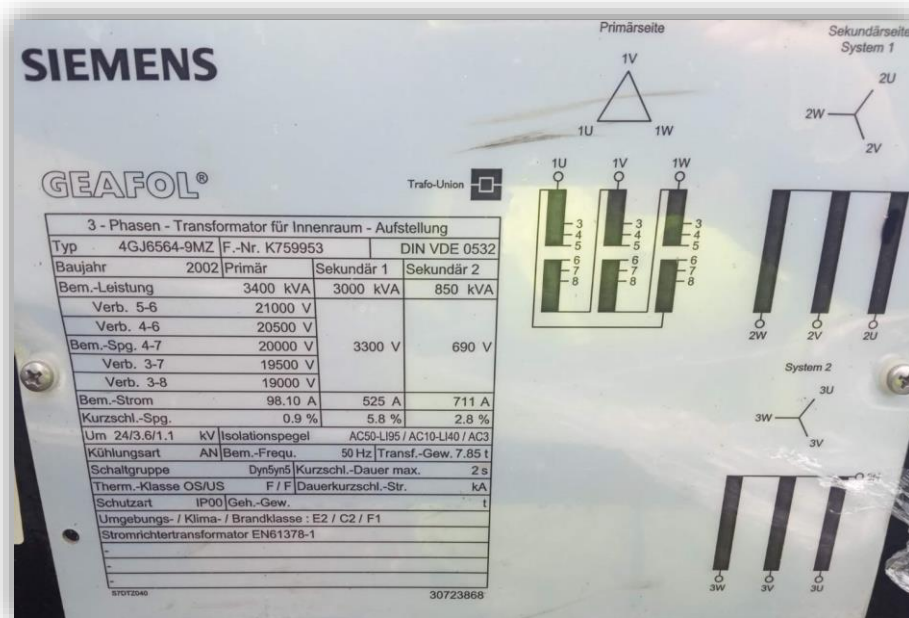 SIEMENS
GEAFOL®
Trafo-Union
3 - Phasen - Transformator für Innenraum - Aufstellung
Typ 4GJ6564-9MZ F.-Nr. K759953 DIN VDE 0532
Baujahr 2002 Primär Sekundär 1 Sekundär 2
Bem.-Leistung 3400 kVA 3000 kVA 850 kVA
Verb. 5-6 21000 V
Verb. 4-6 20500 V
Bem.-Spg. 4-7 20000 V 3300 V 690 V
Verb. 3-7 19500 V
Verb. 3-8 19000 V
Bem.-Strom 98.10 A 525 A 711 A
Kurzschl.-Spg. 0.9 % 5.8 % 2.8 %
Um 24/3.6/1.1 kV Isolationspegel AC50-LI95 / AC10-LI40 / AC3
Kühlungsart AN Bem.-Frequ. 50 Hz Transf.-Gew. 7.85 t
Schaltgruppe Dyn5yn5 Kurzschl.-Dauer max. 2 s
Therm.-Klasse OS/US F / F Dauerkurzschl.-Str. kA
Schutzart IP00 Geh.-Gew. t
Umgebungs- / Klima- / Brandklasse : E2 / C2 / F1
Stromrichtertransformator EN61378-1
-
-
-
S7DTZ040 30723868
Primärseite
1V
1U 1W
1U 1V 1W
3 3 3
4 4 4
5 5 5
6 6 6
7 7 7
8 8 8
Sekundärseite
System 1
2U
2W
2V
2W 2V 2U
System 2
3U
3W
3V
3W 3V 3U